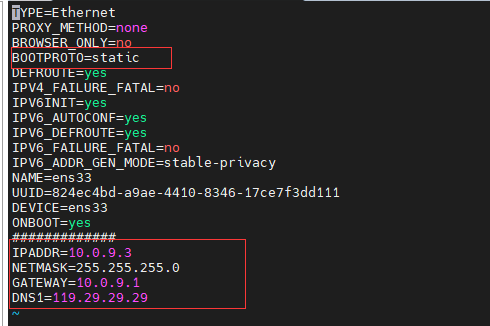 TYPE=Ethernet
PROXY_METHOD=none
BROWSER_ONLY=no
BOOTPROTO=static
DEFROUTE=yes
IPV4_FAILURE_FATAL=no
IPV6INIT=yes
IPV6_AUTOCONF=yes
IPV6_DEFROUTE=yes
IPV6_FAILURE_FATAL=no
IPV6_ADDR_GEN_MODE=stable-privacy
NAME=ens33
UUID=824ec4bd-a9ae-4410-8346-17ce7f3dd111
DEVICE=ens33
ONBOOT=yes
#############
IPADDR=10.0.9.3
NETMASK=255.255.255.0
GATEWAY=10.0.9.1
DNS1=119.29.29.29
~